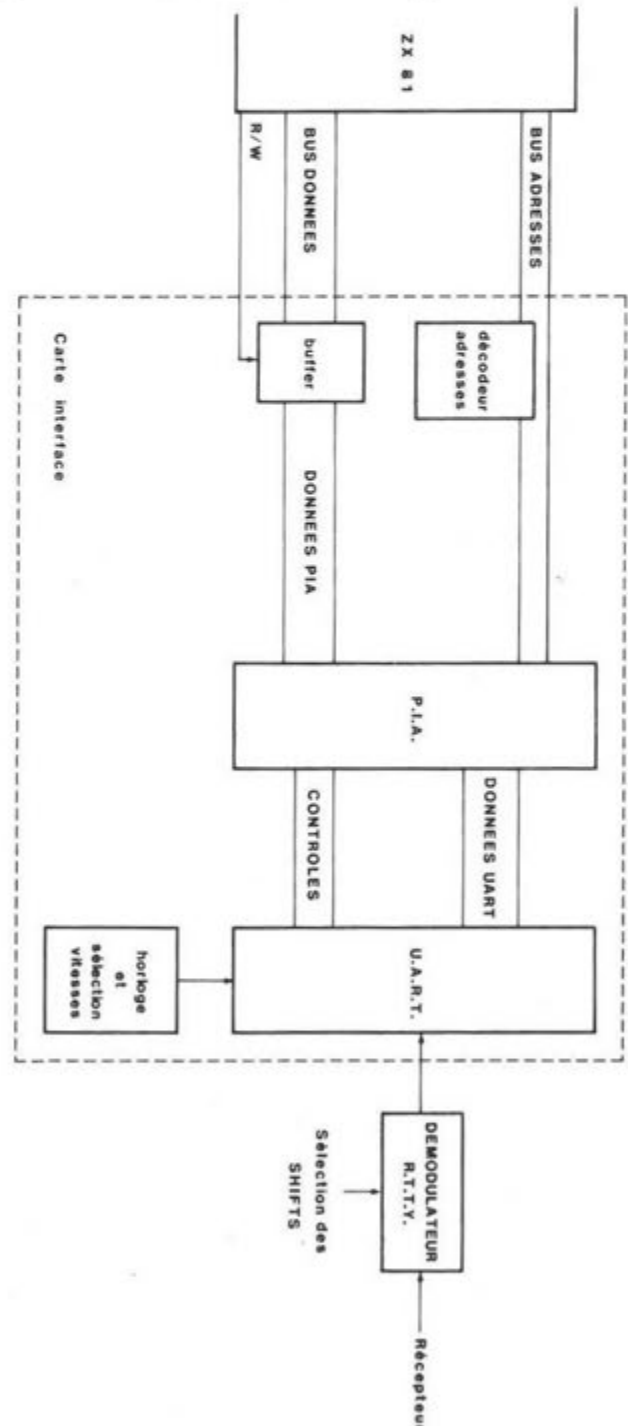 ZX 81
R/W
BUS DONNEES
BUS ADRESSES
Carte interface
buffer
décodeur
adresses
DONNEES PIA
P.I.A.
CONTROLES
DONNEES UART
horloge
et
sélection
vitesses
U.A.R.T.
Sélection des
SHIFTS
DEMODULATEUR
R.T.T.Y.
Récepteur